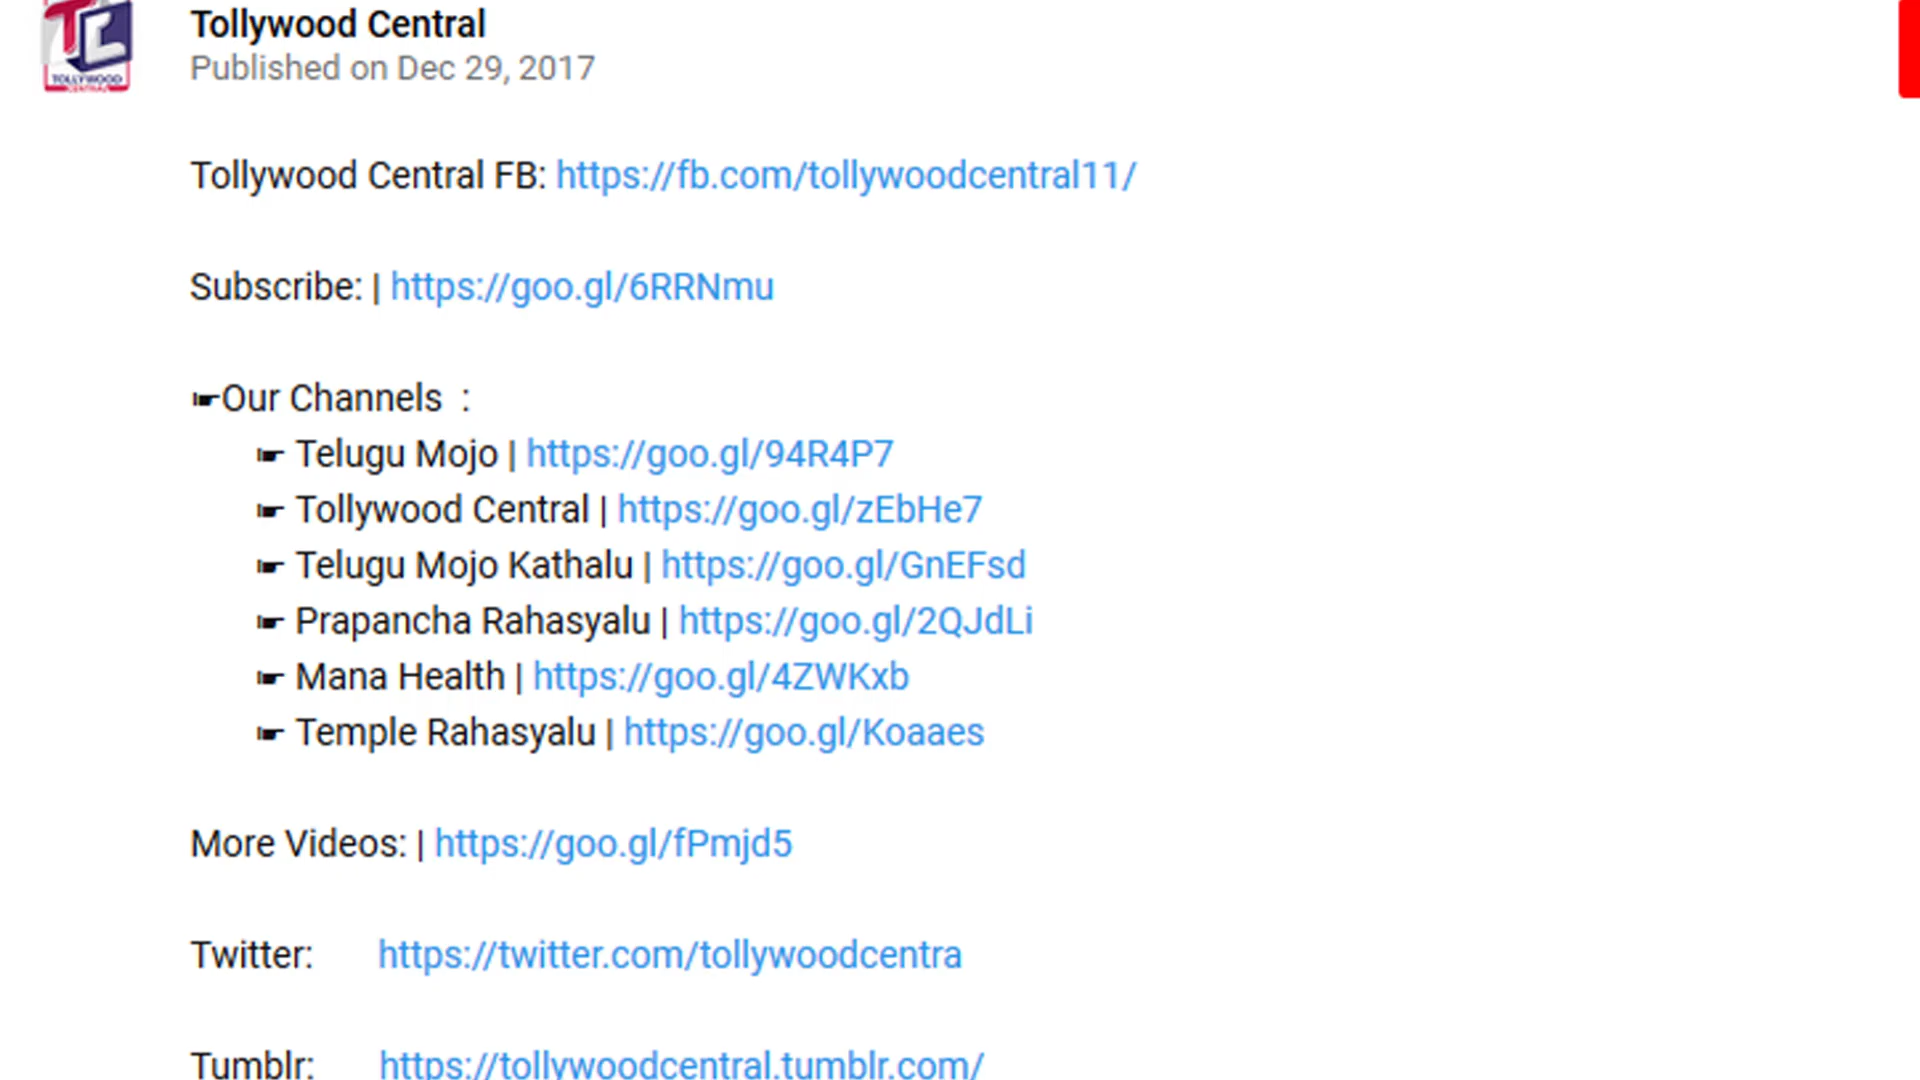 Tollywood Central
Published on Dec 29, 2017
TOLLYWOOD
CENTRAL
Tollywood Central FB: https://fb.com/tollywoodcentral11/
Subscribe: | https://goo.gl/6RRNmu
☛Our Channels  :
☛ Telugu Mojo | https://goo.gl/94R4P7
☛ Tollywood Central | https://goo.gl/zEbHe7
☛ Telugu Mojo Kathalu | https://goo.gl/GnEFsd
☛ Prapancha Rahasyalu | https://goo.gl/2QJdLi
☛ Mana Health | https://goo.gl/4ZWKxb
☛ Temple Rahasyalu | https://goo.gl/Koaaes
More Videos: | https://goo.gl/fPmjd5
Twitter: https://twitter.com/tollywoodcentra
Tumblr: https://tollywoodcentral.tumblr.com/